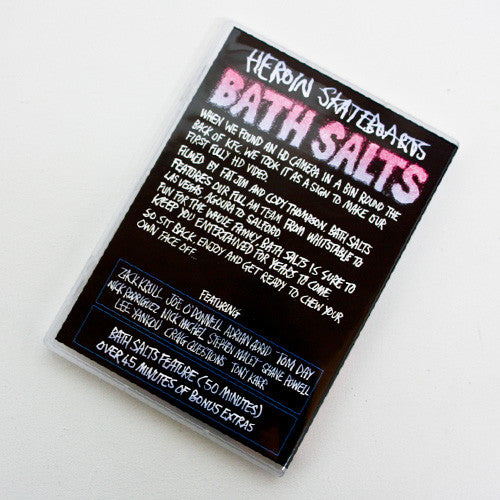 HEROIN SKATEBOARDS
BATH SALTS
WHEN WE FOUND AN HD CAMERA IN A BIN ROUND THE
BACK OF KFC WE TOOK IT AS A SIGN TO MAKE OUR
FIRST FULLY HD VIDEO.
FILMED BY FAT JIM AND CODY THOMPSON. BATH SALTS
FEATURES OUR FULL AM TEAM FROM WHITSTABLE TO
LAS VEGAS, AGOURA TO SALFORD.
FUN FOR THE WHOLE FAMILY BATH SALTS IS SURE TO
KEEP YOU ENTERTAINED FOR YEARS TO COME.
SO SIT BACK, ENJOY AND GET READY TO CHEW YOUR
OWN FACE OFF...
FEATURING
ZACK KRULL JOE O'DONNELL ADRIAN ADRID TOM DAY
NICK RODRIGUEZ NICK MICHEL STEPHEN SHANE POWELL
LEE YANKOU CRAIG QUESTIONS TONY KARR
BATH SALTS FEATURE (50 MINUTES)
OVER 45 MINUTES OF BONUS EXTRAS